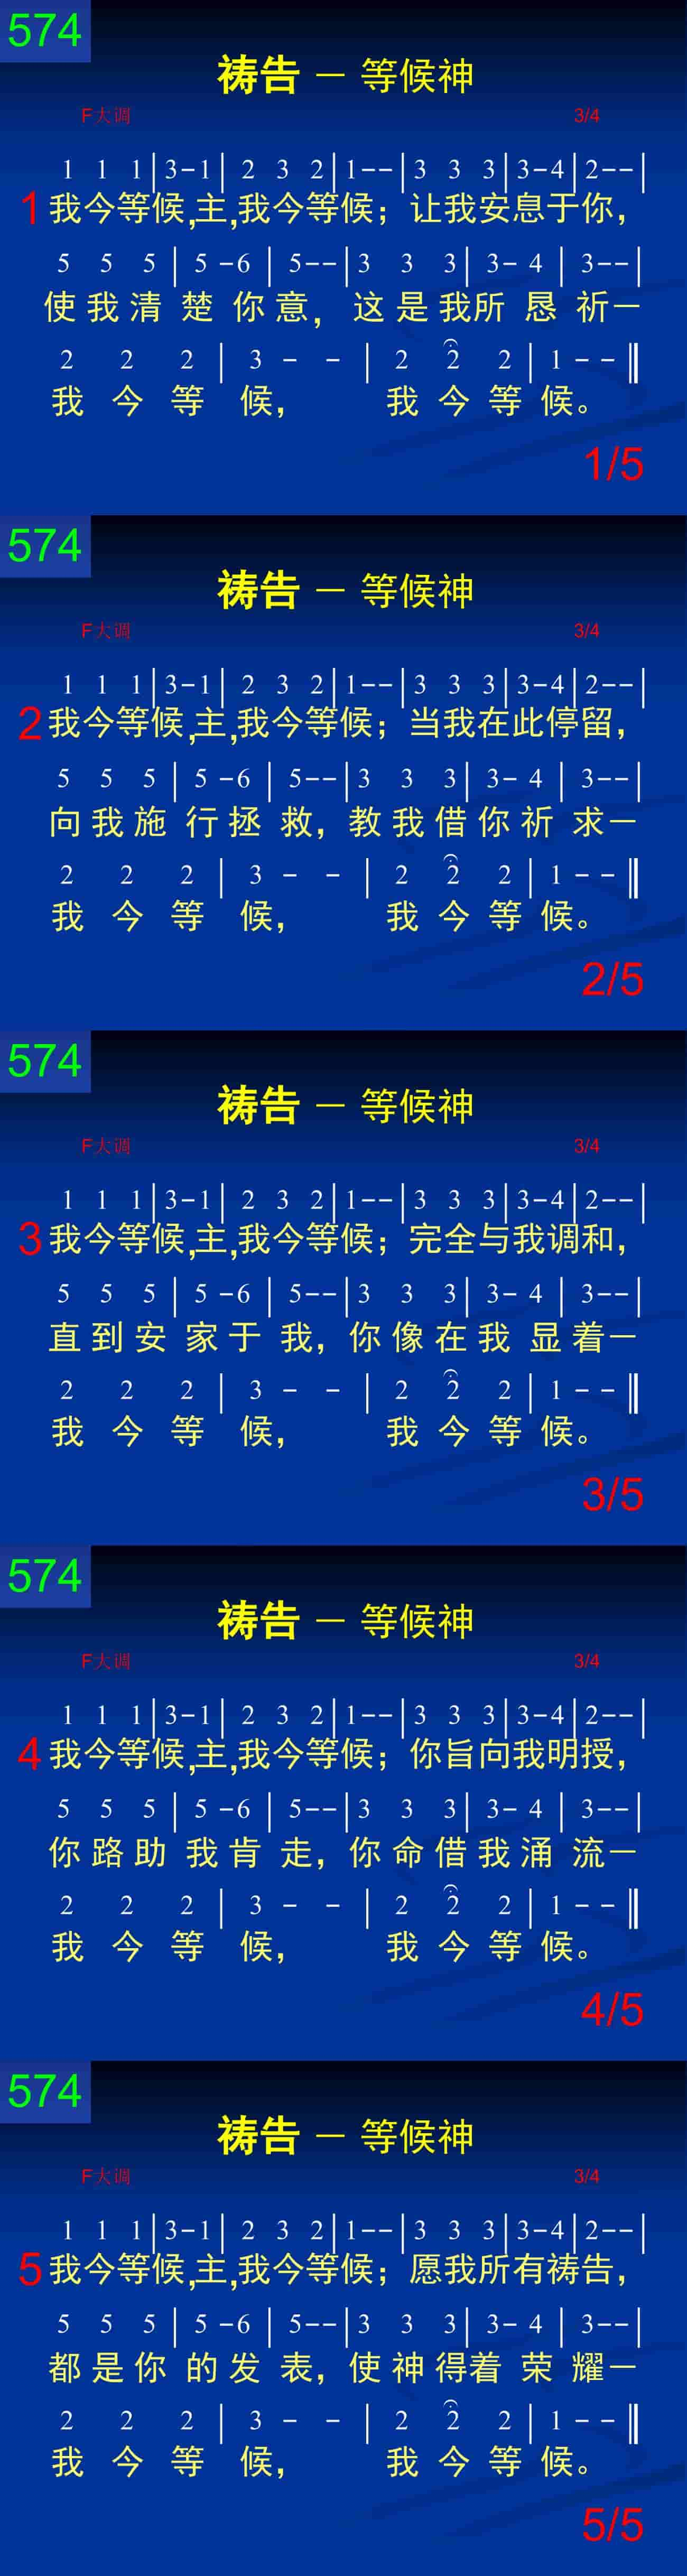 574
祷告 — 等候神
F大调 3/4
1 1 1|3-1| 2 3 2|1--|3 3 3|3-4|2--|
1 我今等候,主,我今等候；让我安息于你，
5 5 5 | 5 -6 | 5--|3 3 3| 3- 4 | 3--|
使我清楚你意，这是我所恳祈—
2 2 2 | 3 - - | 2 2 2 | 1 - -‖
我今等候，我今等候。
1/5
574
祷告 — 等候神
F大调 3/4
1 1 1|3-1| 2 3 2|1--|3 3 3|3-4|2--|
2 我今等候,主,我今等候；当我在此停留，
5 5 5 | 5 -6 | 5--|3 3 3| 3- 4 | 3--|
向我施行拯救，教我借你祈求—
2 2 2 | 3 - - | 2 2 2 | 1 - -‖
我今等候，我今等候。
2/5
574
祷告 — 等候神
F大调 3/4
1 1 1|3-1| 2 3 2|1--|3 3 3|3-4|2--|
3 我今等候,主,我今等候；完全与我调和，
5 5 5 | 5 -6 | 5--|3 3 3| 3- 4 | 3--|
直到安家于我，你像在我显着—
2 2 2 | 3 - - | 2 2 2 | 1 - -‖
我今等候，我今等候。
3/5
574
祷告 — 等候神
F大调 3/4
1 1 1|3-1| 2 3 2|1--|3 3 3|3-4|2--|
4 我今等候,主,我今等候；你旨向我明授，
5 5 5 | 5 -6 | 5--|3 3 3| 3- 4 | 3--|
你路助我肯走，你命借我涌流—
2 2 2 | 3 - - | 2 2 2 | 1 - -‖
我今等候，我今等候。
4/5
574
祷告 — 等候神
F大调 3/4
1 1 1|3-1| 2 3 2|1--|3 3 3|3-4|2--|
5 我今等候,主,我今等候；愿我所有祷告，
5 5 5 | 5 -6 | 5--|3 3 3| 3- 4 | 3--|
都是你的发表，使神得着荣耀—
2 2 2 | 3 - - | 2 2 2 | 1 - -‖
我今等候，我今等候。
5/5